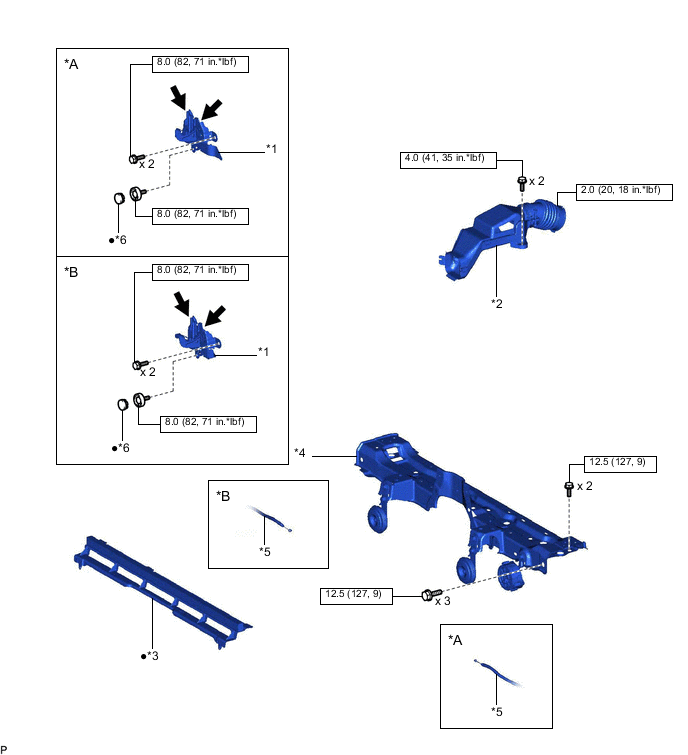 *A
8.0 (82, 71 in.*lbf)
*1
x 2
8.0 (82, 71 in.*lbf)
●*6
*B
8.0 (82, 71 in.*lbf)
*1
x 2
8.0 (82, 71 in.*lbf)
●*6
4.0 (41, 35 in.*lbf)
x 2
2.0 (20, 18 in.*lbf)
*2
*4
12.5 (127, 9)
x 2
*B
*5
12.5 (127, 9)
x 3
●*3
*A
*5
P